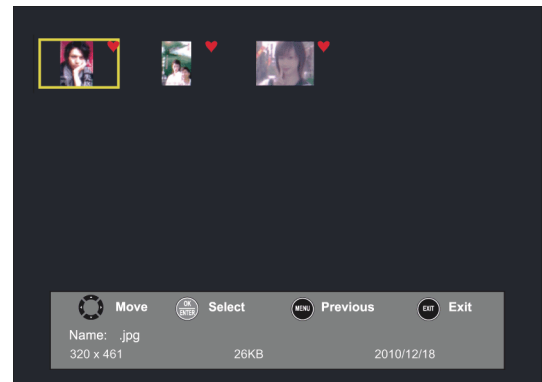 Move OK ENTER Select MENU Previous EXIT Exit
Name: .jpg
320 x 461 26KB 2010/12/18